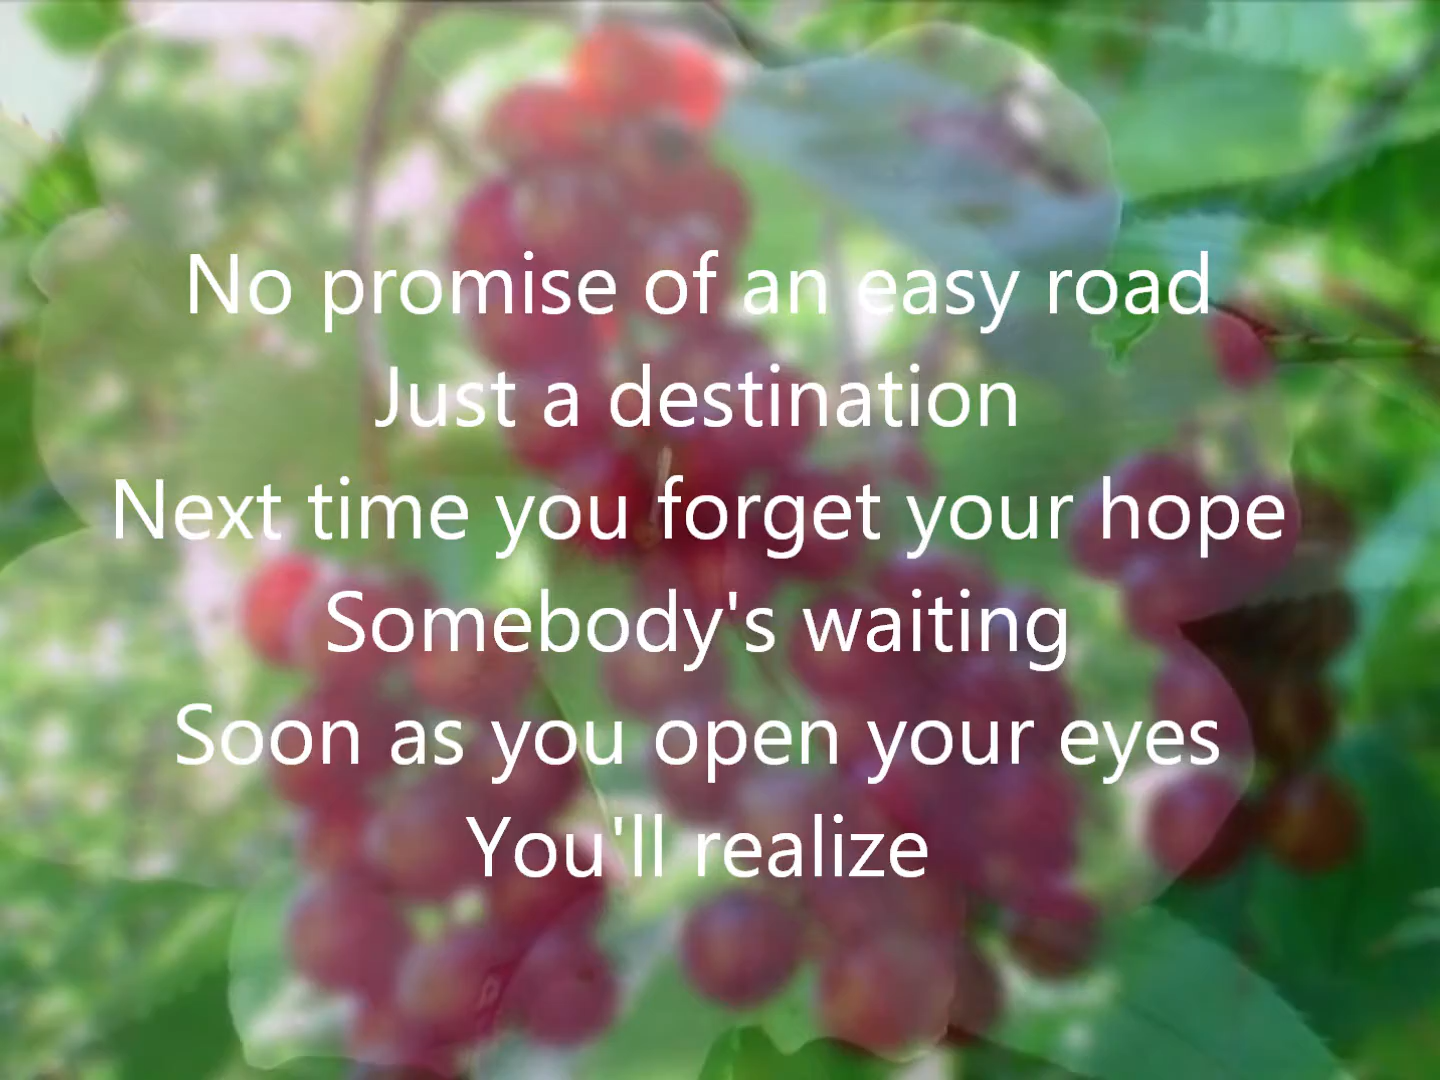 No promise of an easy road
Just a destination
Next time you forget your hope
Somebody's waiting
Soon as you open your eyes
You'll realize